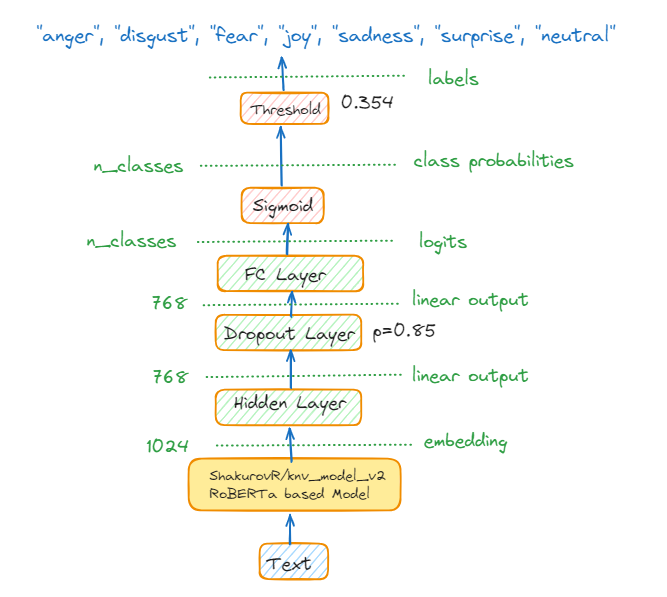 "anger", "disgust", "fear", "joy", "sadness", "surprise", "neutral"
labels
Threshold
0.354
n_classes
class probabilities
Sigmoid
n_classes
logits
FC Layer
768
linear output
Dropout Layer
p=0.85
768
linear output
Hidden Layer
1024
embedding
ShakurovR/knv_model_v2
RoBERTa based Model
Text